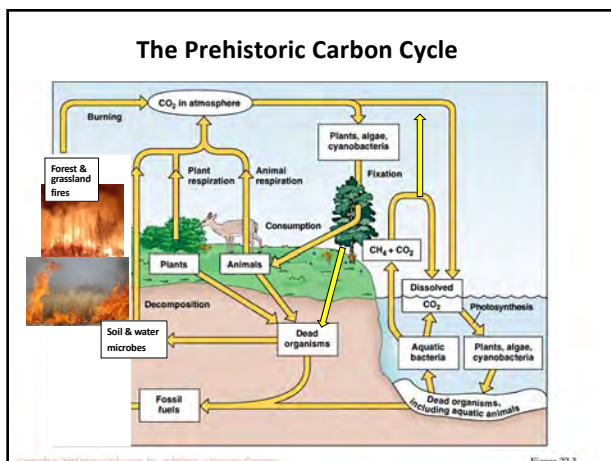 The Prehistoric Carbon Cycle
CO₂ in atmosphere
Burning
Plants, algae,
cyanobacteria
Forest &
grassland
fires
Plant
respiration
Animal
respiration
Fixation
Consumption
CH₄ + CO₂
Plants
Animals
Dissolved
CO₂
Photosynthesis
Decomposition
Soil & water
microbes
Dead
organisms
Aquatic
bacteria
Plants, algae,
cyanobacteria
Fossil
fuels
Dead organisms,
including aquatic animals